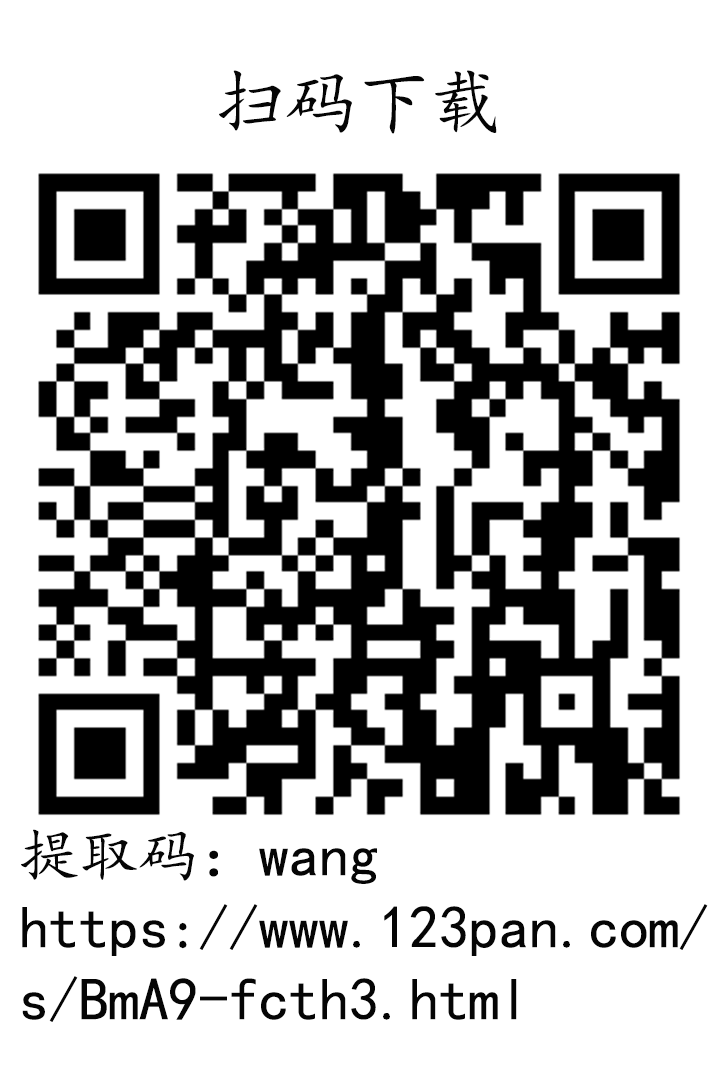 扫码下载
提取码：wang
https://www.123pan.com/
s/BmA9-fcth3.html